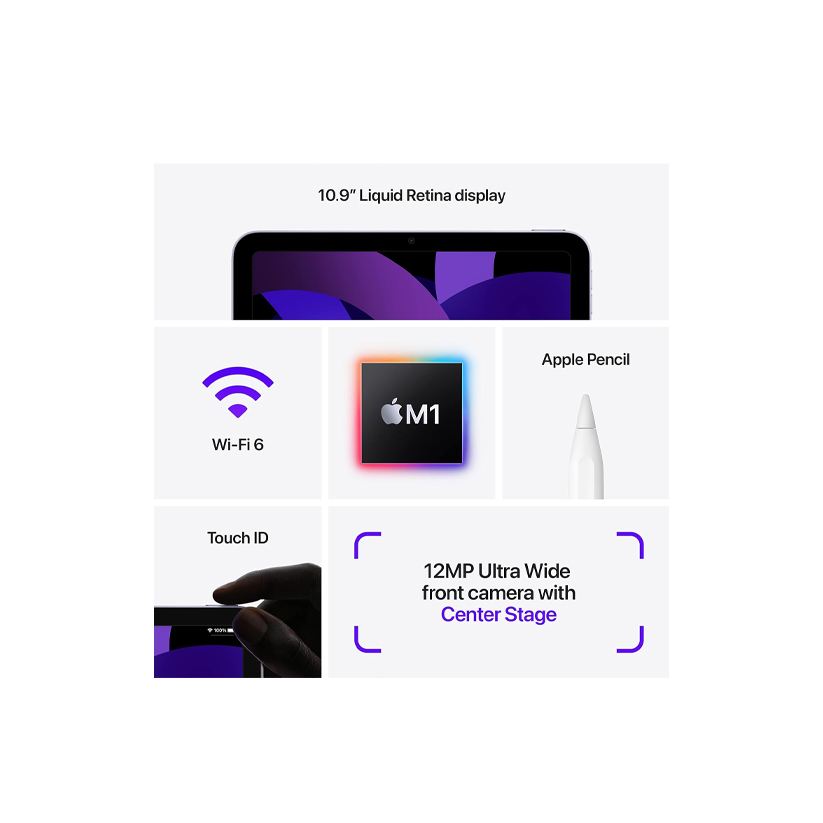 10.9” Liquid Retina display
Wi-Fi 6
M1
Apple Pencil
Touch ID
100%
12MP Ultra Wide
front camera with
Center Stage